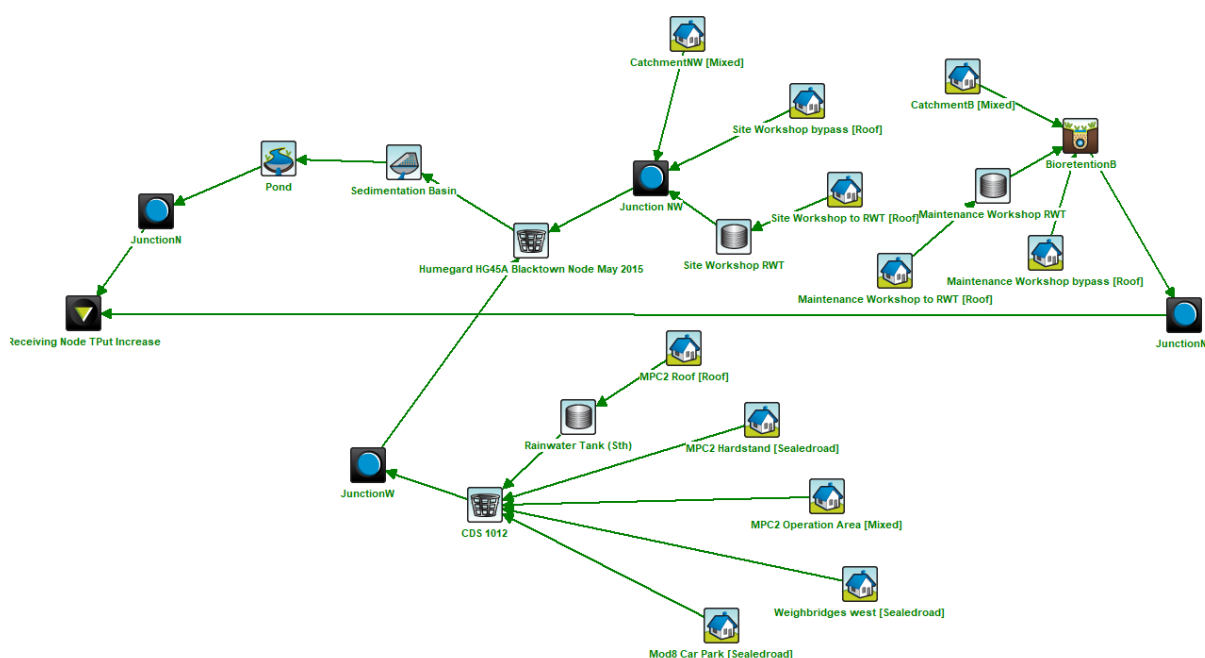 CatchmentNW [Mixed]
CatchmentB [Mixed]
Site Workshop bypass [Roof]
BioretentionB
Pond
Sedimentation Basin
Junction NW
Site Workshop to RWT [Roof]
Maintenance Workshop RWT
JunctionN
Site Workshop RWT
Humegard HG45A Blacktown Node May 2015
Maintenance Workshop bypass [Roof]
Maintenance Workshop to RWT [Roof]
Receiving Node TPut Increase
JunctionN
MPC2 Roof [Roof]
Rainwater Tank (Sth)
MPC2 Hardstand [Sealedroad]
JunctionW
CDS 1012
MPC2 Operation Area [Mixed]
Weighbridges west [Sealedroad]
Mod8 Car Park [Sealedroad]